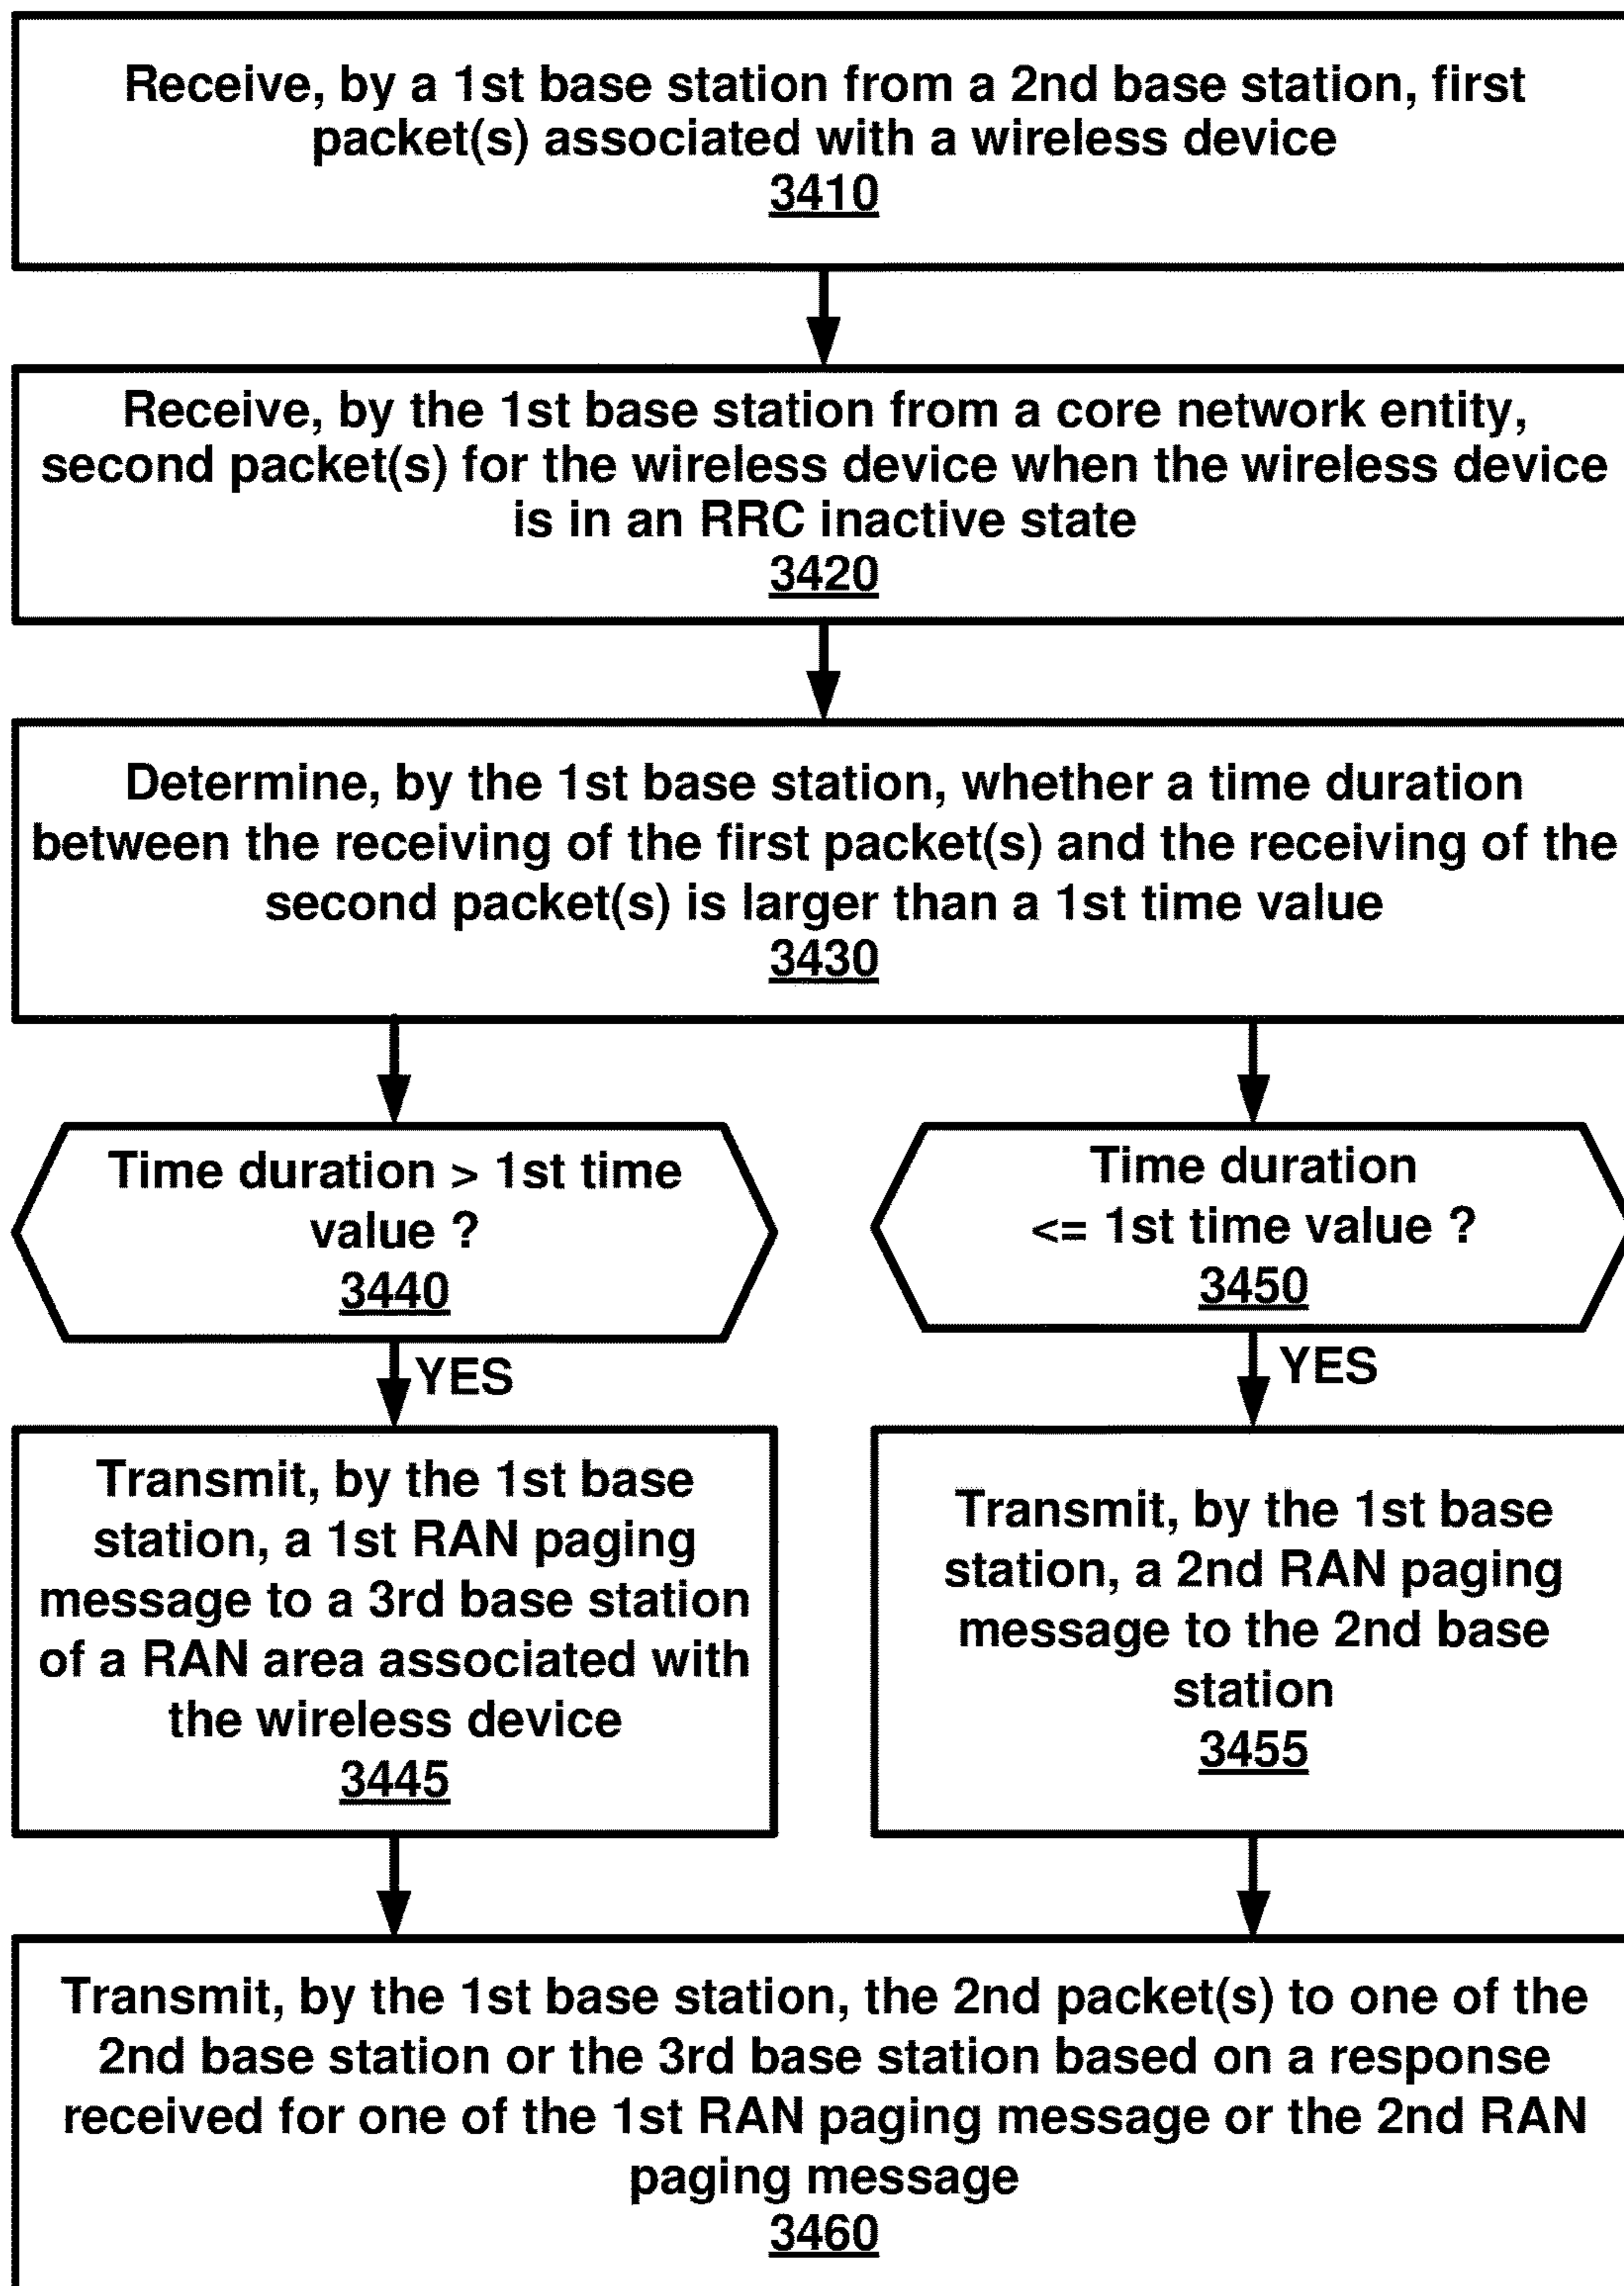 Receive, by a 1st base station from a 2nd base station, first
packet(s) associated with a wireless device
3410
Receive, by the 1st base station from a core network entity,
second packet(s) for the wireless device when the wireless device
is in an RRC inactive state
3420
Determine, by the 1st base station, whether a time duration
between the receiving of the first packet(s) and the receiving of the
second packet(s) is larger than a 1st time value
3430
Time duration > 1st time
value ?
3440
YES
Transmit, by the 1st base
station, a 1st RAN paging
message to a 3rd base station
of a RAN area associated with
the wireless device
3445
Time duration
<= 1st time value ?
3450
YES
Transmit, by the 1st base
station, a 2nd RAN paging
message to the 2nd base
station
3455
Transmit, by the 1st base station, the 2nd packet(s) to one of the
2nd base station or the 3rd base station based on a response
received for one of the 1st RAN paging message or the 2nd RAN
paging message
3460